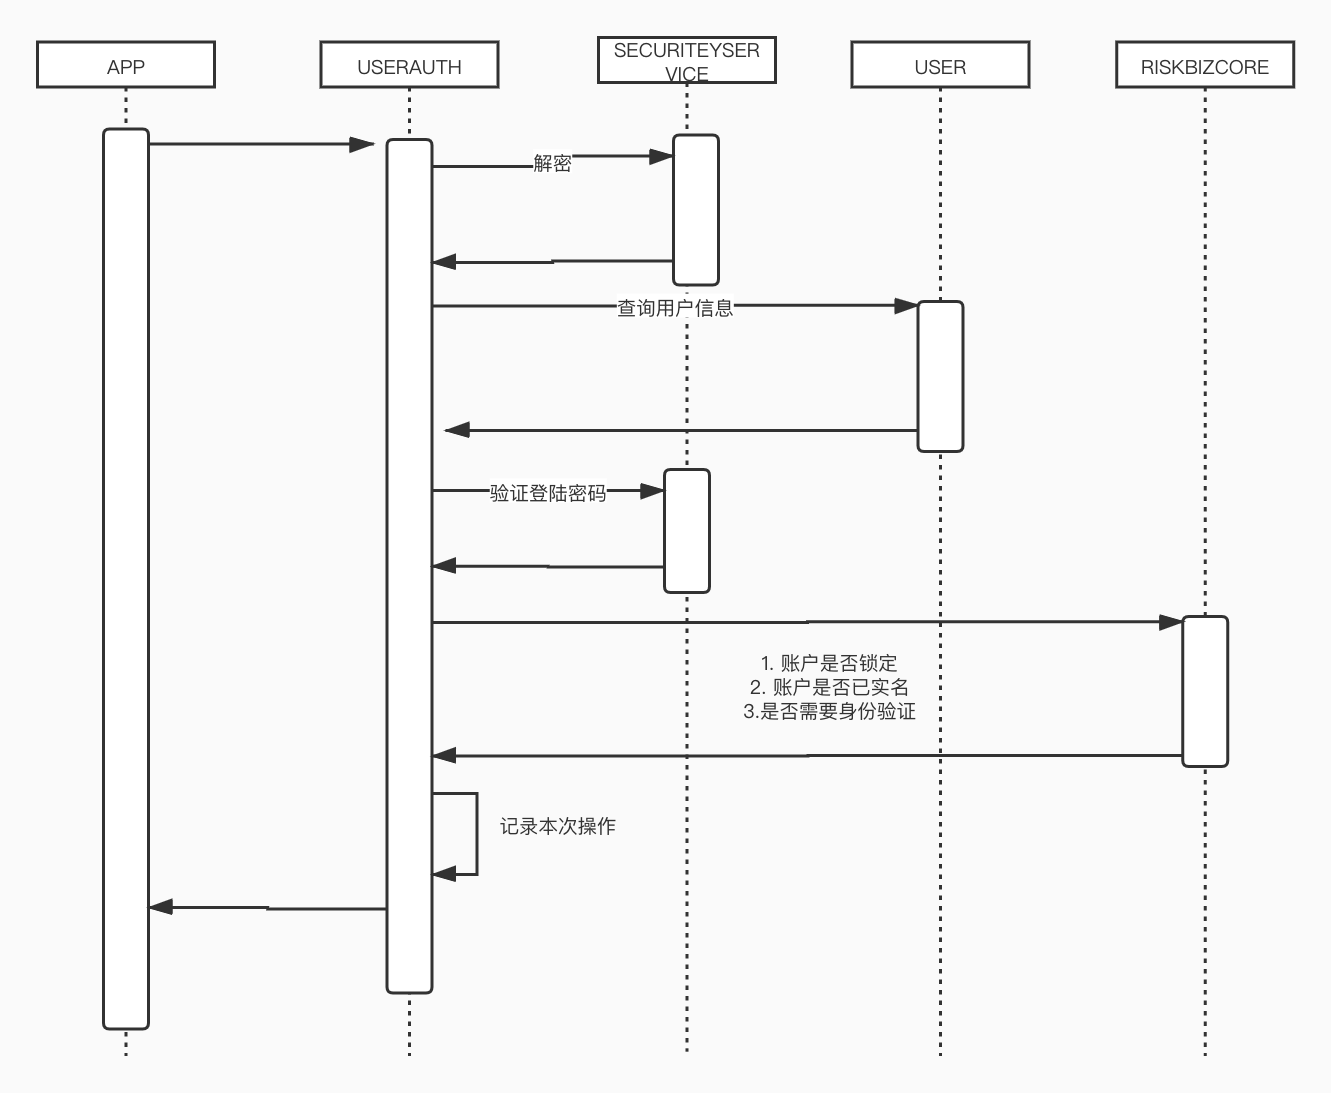 APP
USERAUTH
SECURITEYSER
VICE
USER
RISKBIZCORE
解密
查询用户信息
验证登陆密码
1. 账户是否锁定
2. 账户是否已实名
3.是否需要身份验证
记录本次操作